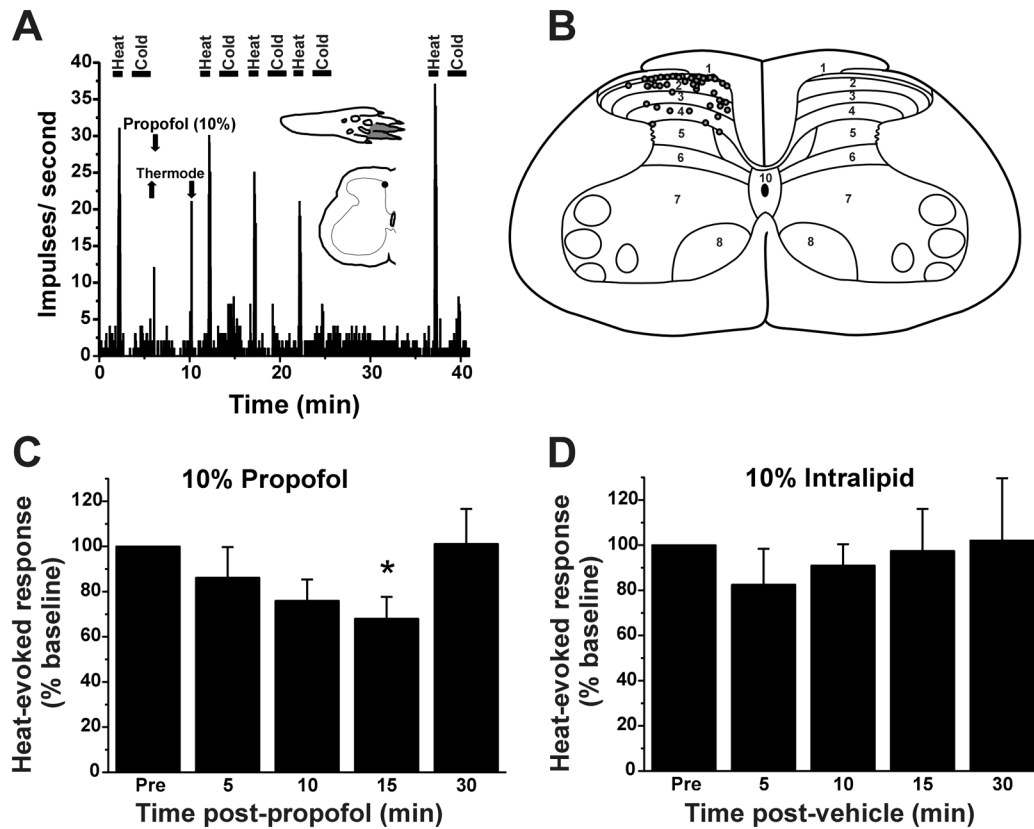 A
Heat Cold Heat Cold Heat Cold Heat Cold Heat Cold
40
35
30
25
20
15
10
5
0
Impulses/ second
Propofol (10%)
Thermode
0 10 20 30 40
Time (min)
B
1 1
2 2
3 3
4 4
5 5
6 6
10
7 7
8 8
C
10% Propofol
120
100
80
60
40
20
0
Heat-evoked response
(% baseline)
*
Pre 5 10 15 30
Time post-propofol (min)
D
10% Intralipid
120
100
80
60
40
20
0
Heat-evoked response
(% baseline)
Pre 5 10 15 30
Time post-vehicle (min)